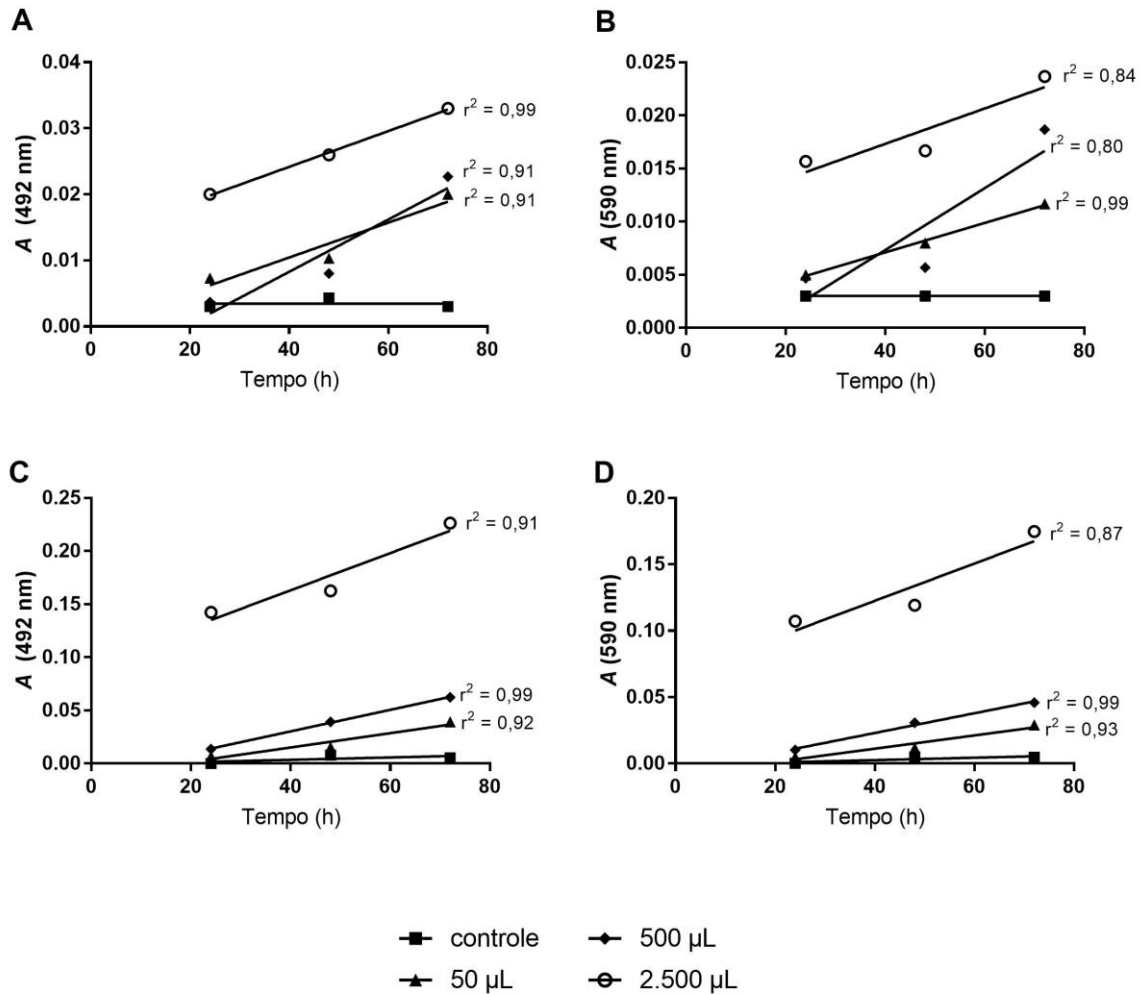 A
0.04
0.03
0.02
0.01
0.00
A (492 nm)
0 20 40 60 80
Tempo (h)
r² = 0,99
r² = 0,91
r² = 0,91
B
0.025
0.020
0.015
0.010
0.005
0.000
A (590 nm)
0 20 40 60 80
Tempo (h)
r² = 0,84
r² = 0,80
r² = 0,99
C
0.25
0.20
0.15
0.10
0.05
0.00
A (492 nm)
0 20 40 60 80
Tempo (h)
r² = 0,91
r² = 0,99
r² = 0,92
D
0.20
0.15
0.10
0.05
0.00
A (590 nm)
0 20 40 60 80
Tempo (h)
r² = 0,87
r² = 0,99
r² = 0,93
controle
500 µL
50 µL
2.500 µL